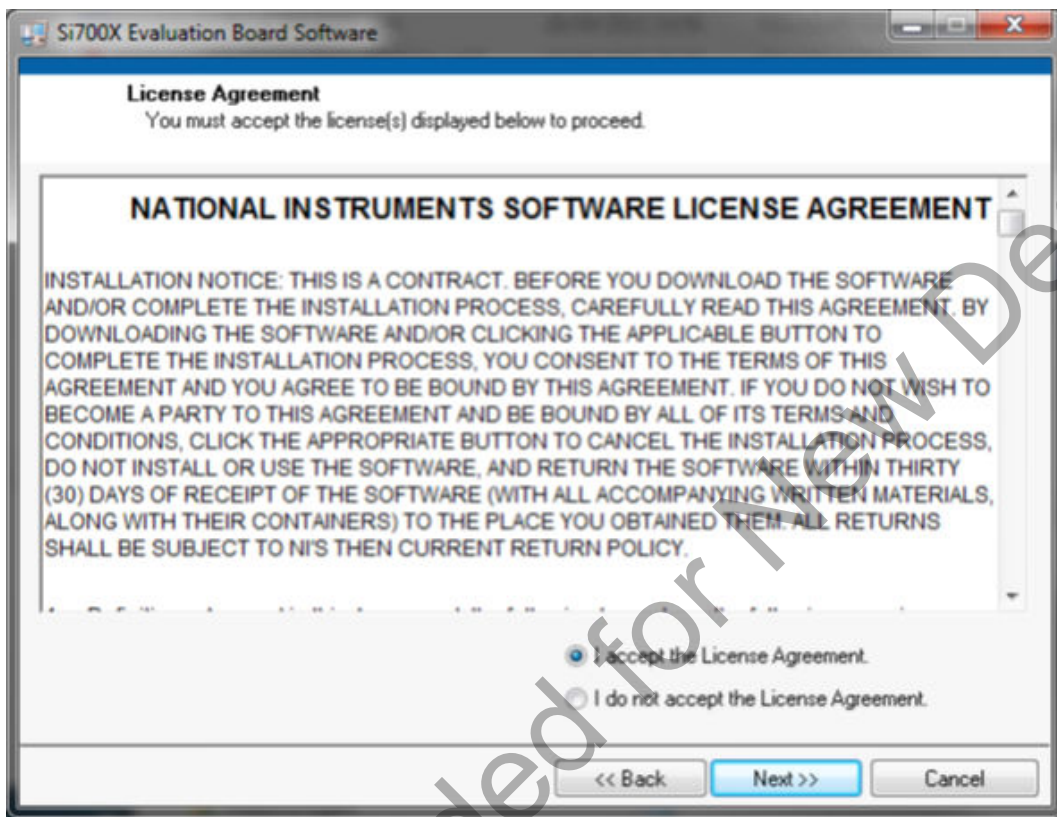 Si700X Evaluation Board Software
License Agreement
You must accept the license(s) displayed below to proceed.
NATIONAL INSTRUMENTS SOFTWARE LICENSE AGREEMENT
INSTALLATION NOTICE: THIS IS A CONTRACT. BEFORE YOU DOWNLOAD THE SOFTWARE
AND/OR COMPLETE THE INSTALLATION PROCESS, CAREFULLY READ THIS AGREEMENT. BY
DOWNLOADING THE SOFTWARE AND/OR CLICKING THE APPLICABLE BUTTON TO
COMPLETE THE INSTALLATION PROCESS, YOU CONSENT TO THE TERMS OF THIS
AGREEMENT AND YOU AGREE TO BE BOUND BY THIS AGREEMENT. IF YOU DO NOT WISH TO
BECOME A PARTY TO THIS AGREEMENT AND BE BOUND BY ALL OF ITS TERMS AND
CONDITIONS, CLICK THE APPROPRIATE BUTTON TO CANCEL THE INSTALLATION PROCESS,
DO NOT INSTALL OR USE THE SOFTWARE, AND RETURN THE SOFTWARE WITHIN THIRTY
(30) DAYS OF RECEIPT OF THE SOFTWARE (WITH ALL ACCOMPANYING WRITTEN MATERIALS,
ALONG WITH THEIR CONTAINERS) TO THE PLACE YOU OBTAINED THEM. ALL RETURNS
SHALL BE SUBJECT TO NI'S THEN CURRENT RETURN POLICY.
I accept the License Agreement.
I do not accept the License Agreement.
<< Back
Next >>
Cancel
ded for New De